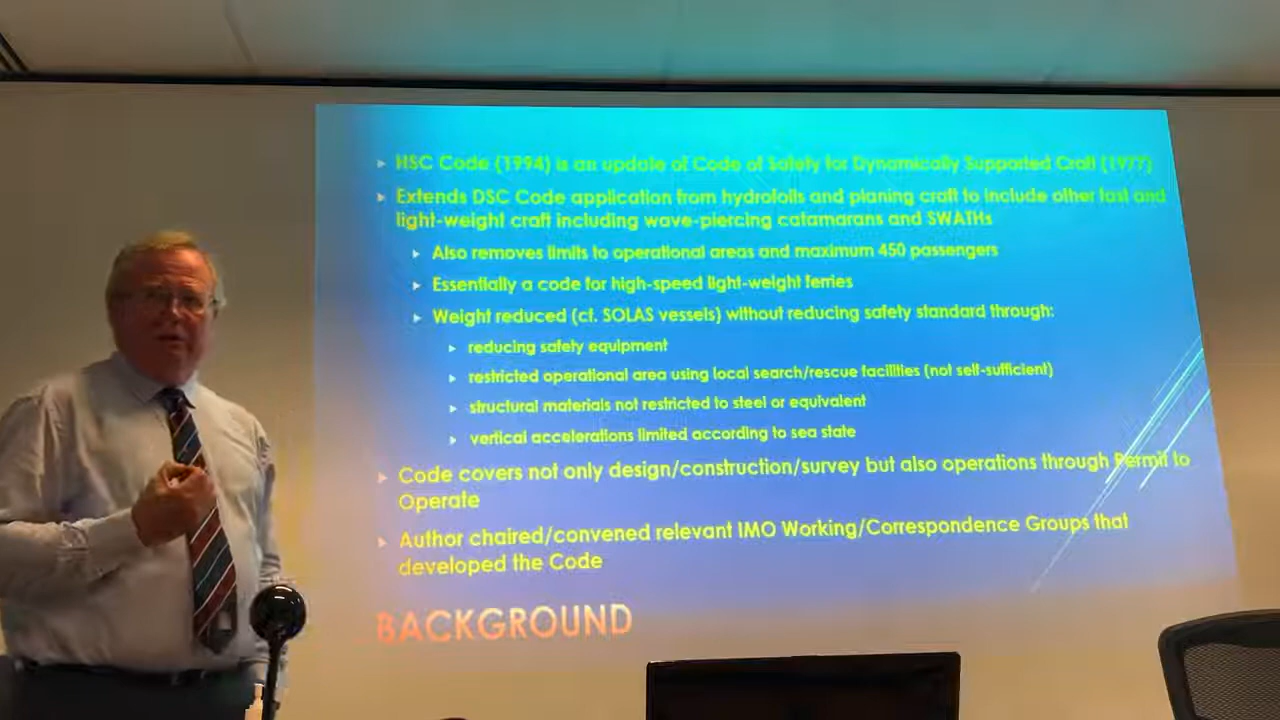 HSC Code (1994) is an update of Code of Safety for Dynamically Supported Craft (1977)
Extends DSC Code application from hydrofoils and planing craft to include other fast and
light-weight craft including wave-piercing catamarans and SWATHs
Also removes limits to operational areas and maximum 450 passengers
Essentially a code for high-speed light-weight ferries
Weight reduced (cf. SOLAS vessels) without reducing safety standard through:
reducing safety equipment
restricted operational area using local search/rescue facilities (not self-sufficient)
structural materials not restricted to steel or equivalent
vertical accelerations limited according to sea state
Code covers not only design/construction/survey but also operations through Permit to
Operate
Author chaired/convened relevant IMO Working/Correspondence Groups that
developed the Code
BACKGROUND